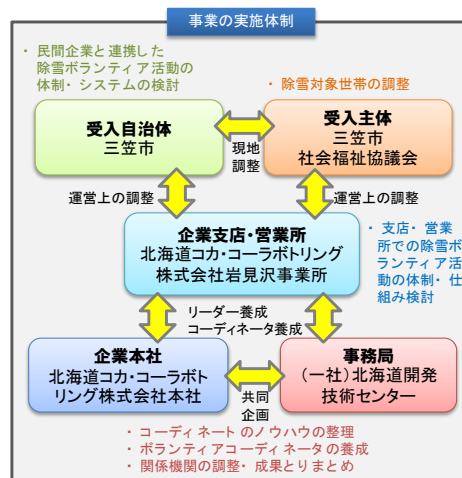 事業の実施体制
・民間企業と連携した
除雪ボランティア活動の
体制・システムの検討
・除雪対象世帯の調整
受入自治体
三笠市
現地
調整
受入主体
三笠市
社会福祉協議会
運営上の調整
運営上の調整
企業支店・営業所
北海道コカ・コーラボトリング
株式会社岩見沢事業所
・支店・営業
所での除雪ボ
ランティア活
動の体制・仕
組み検討
リーダー養成
コーディネータ養成
企業本社
北海道コカ・コーラボト
リング株式会社本社
共同
企画
事務局
(一社)北海道開発
技術センター
・コーディネートのノウハウの整理
・ボランティアコーディネータの養成
・関係機関の調整・成果とりまとめ